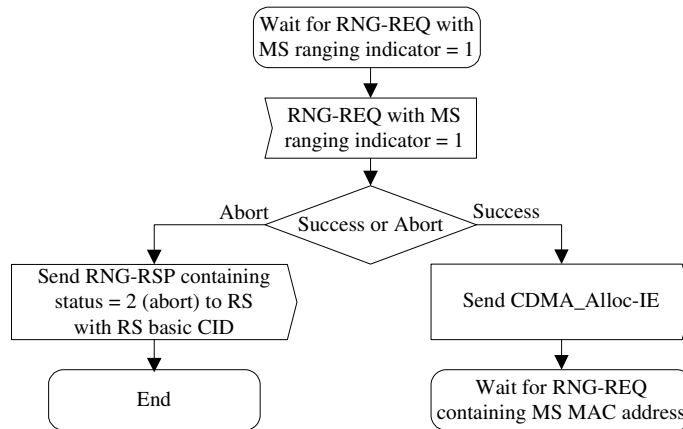 Wait for RNG-REQ with
MS ranging indicator = 1
RNG-REQ with MS
ranging indicator = 1
Abort
Success or Abort
Success
Send RNG-RSP containing
status = 2 (abort) to RS
with RS basic CID
Send CDMA_Alloc-IE
End
Wait for RNG-REQ
containing MS MAC address